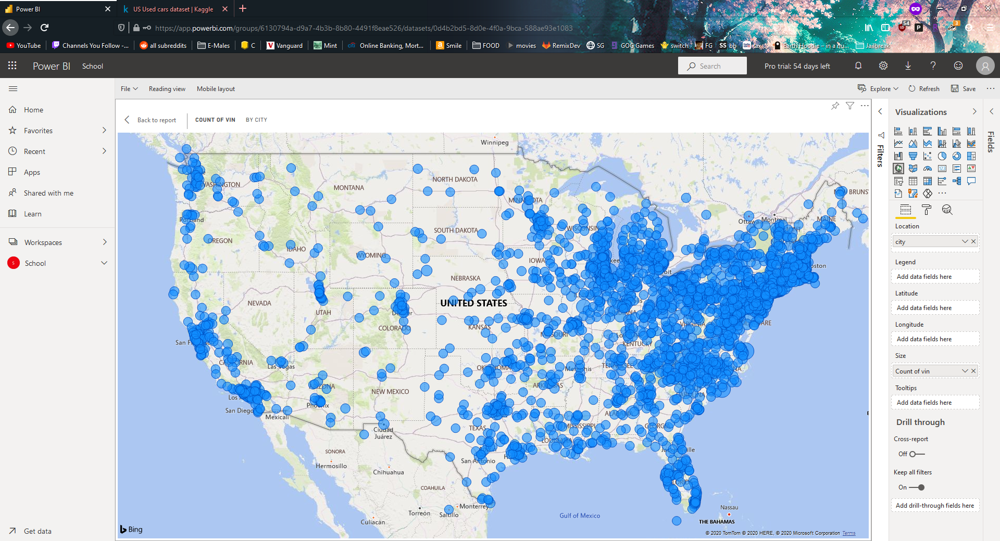 Power BI
US Used cars dataset | Kaggle
https://app.powerbi.com/groups/6130794a-d9a7-4b3b-8b80-4491f8eae526/datasets/0d4b2bd5-8d0e-4f0a-9bca-588ae93e1083
54
3
YouTube
Channels You Follow -...
all subreddits
E-Males
C
Vanguard
Mint
citi Online Banking, Mort...
Smile
FOOD
movies
RemixDev
SG
GOG Games
switch
FG
SS bb
tax
Earth Hoodie – in a nu...
Jailbreak
Power BI
School
Search
Pro trial: 54 days left
File
Reading view
Mobile layout
Explore
Refresh
Save
Home
Favorites
Recent
Apps
Shared with me
Learn
Workspaces
S School
Get data
Back to report
COUNT OF VIN
BY CITY
Winnipeg
WASHINGTON
MONTANA
NORTH DAKOTA
MINNESOTA
Ottawa
Montreal
MAINE
BRUNS
Portland
OREGON
IDAHO
SOUTH DAKOTA
WISCONSIN
WYOMING
IOWA
NEBRASKA
NEVADA
UTAH
UNITED STATES
Denver
COLORADO
KANSAS
MISSOURI
KENTUCKY
VIRGINIA
CALIFORNIA
Las Vegas
OKLAHOMA
Memphis
ARKANSAS
ARIZONA
NEW MEXICO
Phoenix
San Diego
Mexicali
TEXAS
MISSISSIPPI
Ciudad
Juárez
SONORA
Hermosillo
Chihuahua
San Antonio
COAHUILA
Monterrey
Torreón
Saltillo
Culiacán
Gulf of Mexico
Nassau
THE BAHAMAS
Bing
© 2020 TomTom © 2020 HERE, © 2020 Microsoft Corporation Terms
Filters
Visualizations
123
Location
city
Legend
Add data fields here
Latitude
Add data fields here
Longitude
Add data fields here
Size
Count of vin
Tooltips
Add data fields here
Drill through
Cross-report
Off
Keep all filters
On
Add drill-through fields here
Fields